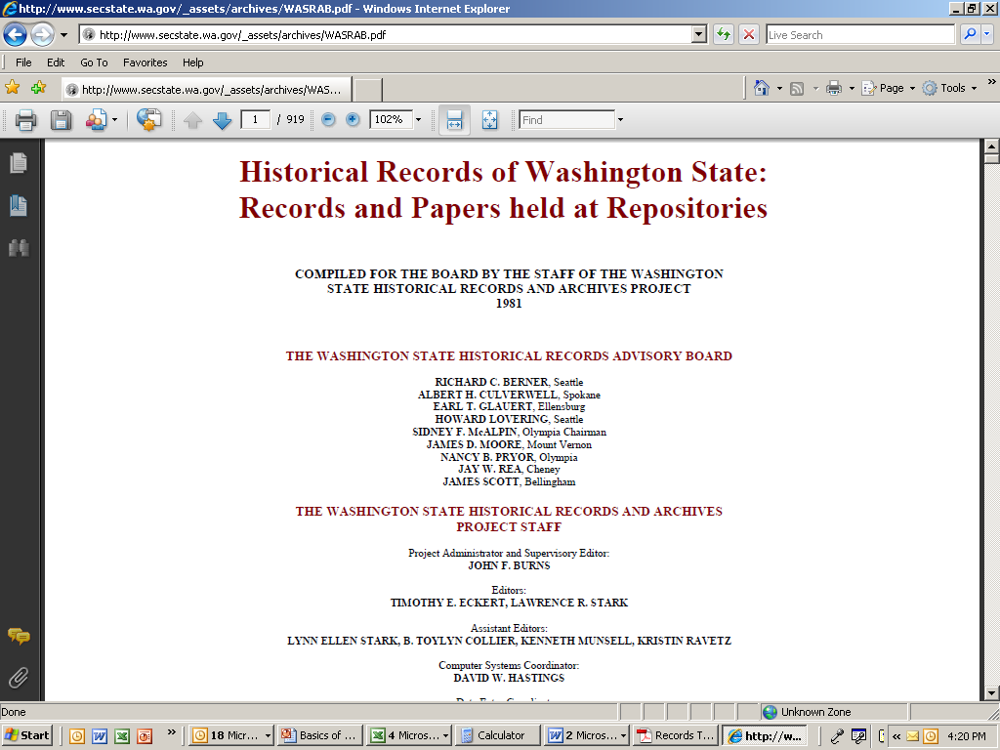 http://www.secstate.wa.gov/_assets/archives/WASRAB.pdf - Windows Internet Explorer
http://www.secstate.wa.gov/_assets/archives/WASRAB.pdf
Live Search
File Edit Go To Favorites Help
http://www.secstate.wa.gov/_assets/archives/WAS...
Page Tools
1 / 919 102% Find
Historical Records of Washington State:
Records and Papers held at Repositories
COMPILED FOR THE BOARD BY THE STAFF OF THE WASHINGTON
STATE HISTORICAL RECORDS AND ARCHIVES PROJECT
1981
THE WASHINGTON STATE HISTORICAL RECORDS ADVISORY BOARD
RICHARD C. BERNER, Seattle
ALBERT H. CULVERWELL, Spokane
EARL T. GLAUERT, Ellensburg
HOWARD LOVERING, Seattle
SIDNEY F. McALPIN, Olympia Chairman
JAMES D. MOORE, Mount Vernon
NANCY B. PRYOR, Olympia
JAY W. REA, Cheney
JAMES SCOTT, Bellingham
THE WASHINGTON STATE HISTORICAL RECORDS AND ARCHIVES
PROJECT STAFF
Project Administrator and Supervisory Editor:
JOHN F. BURNS
Editors:
TIMOTHY E. ECKERT, LAWRENCE R. STARK
Assistant Editors:
LYNN ELLEN STARK, B. TOYLYN COLLIER, KENNETH MUNSELL, KRISTIN RAVETZ
Computer Systems Coordinator:
DAVID W. HASTINGS
Done Unknown Zone
Start 18 Micr... Basics of ... 4 Micros... Calculator 2 Micros... Records T... http://w... 4:20 PM